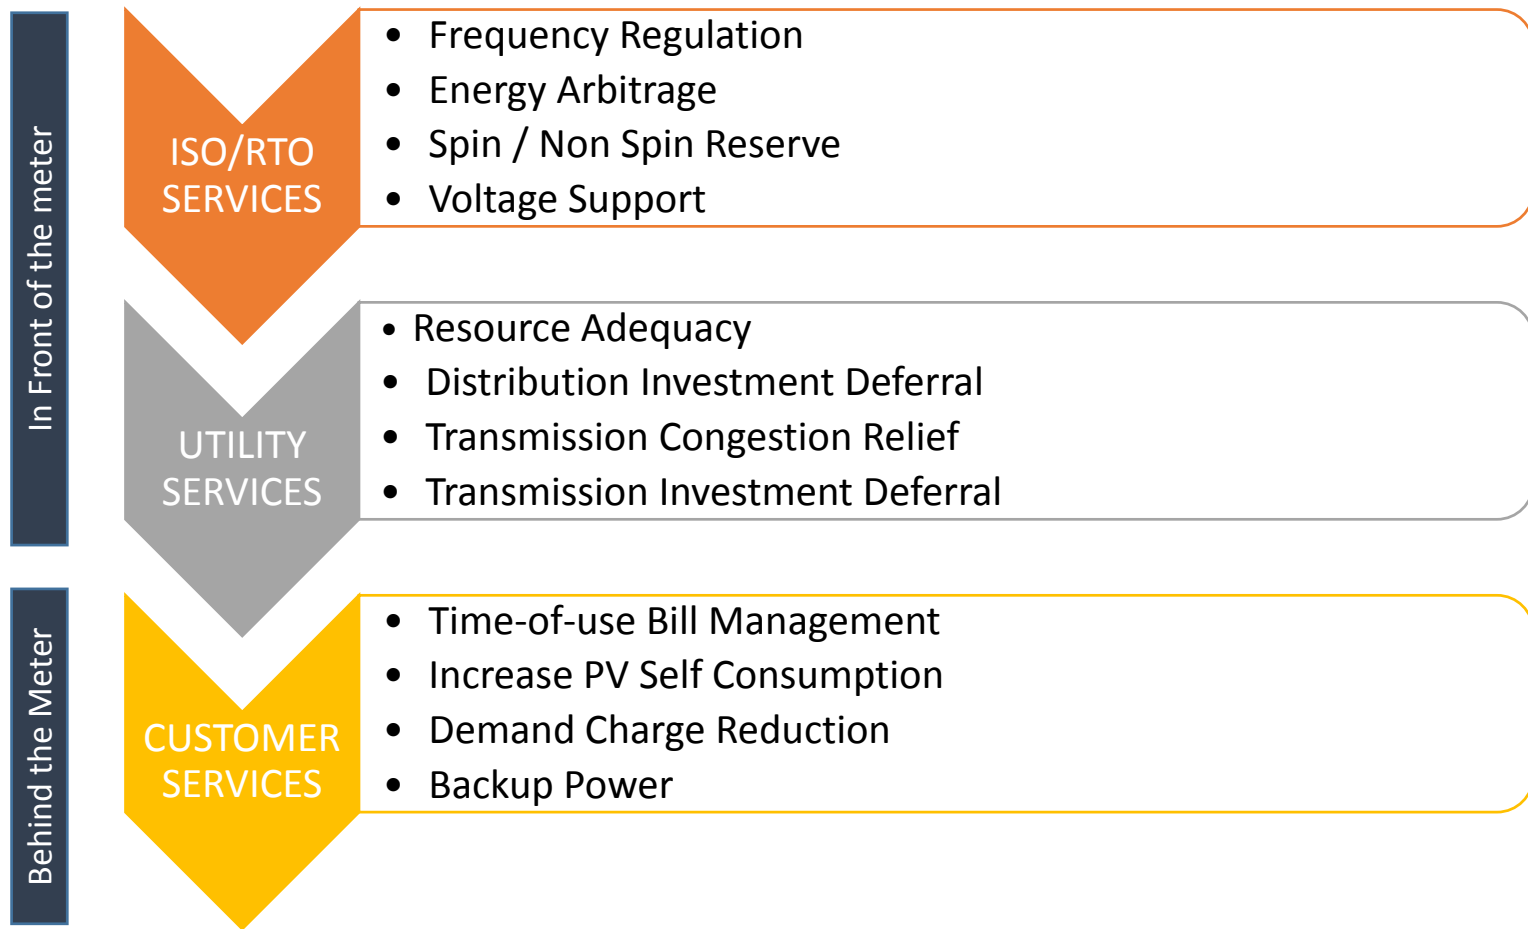 In Front of the meter
ISO/RTO
SERVICES
• Frequency Regulation
• Energy Arbitrage
• Spin / Non Spin Reserve
• Voltage Support
UTILITY
SERVICES
• Resource Adequacy
• Distribution Investment Deferral
• Transmission Congestion Relief
• Transmission Investment Deferral
Behind the Meter
CUSTOMER
SERVICES
• Time-of-use Bill Management
• Increase PV Self Consumption
• Demand Charge Reduction
• Backup Power